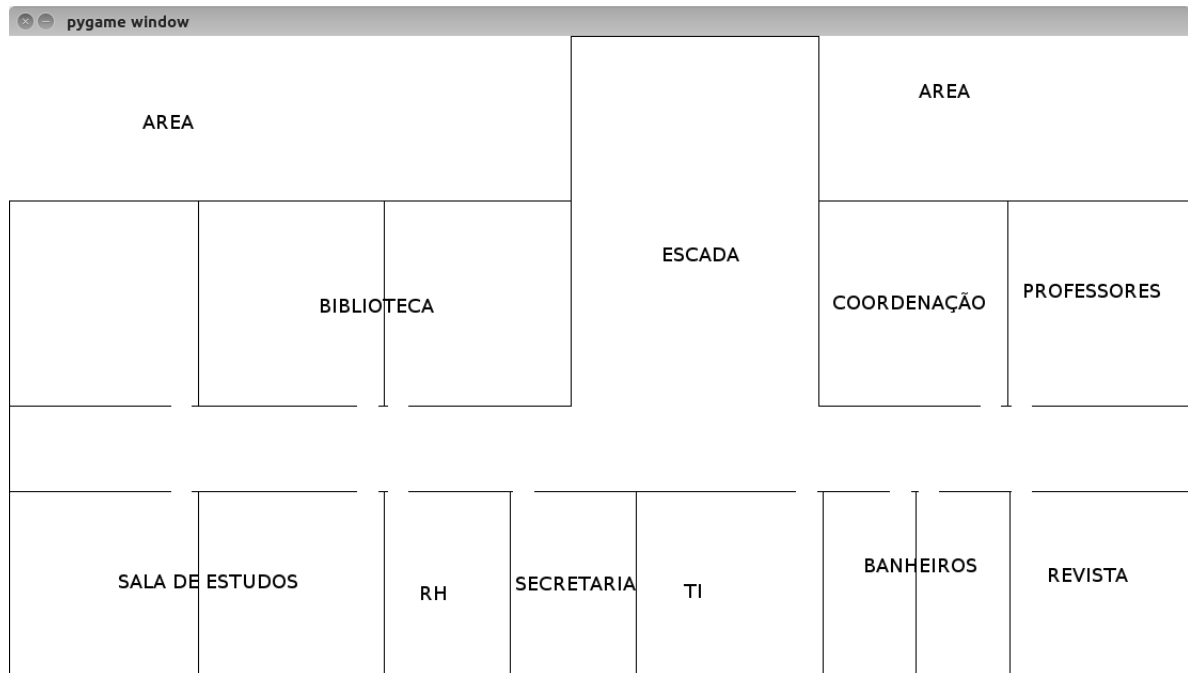 pygame window
AREA
AREA
ESCADA
BIBLIOTECA
COORDENAÇÃO
PROFESSORES
SALA DE ESTUDOS
RH
SECRETARIA
TI
BANHEIROS
REVISTA